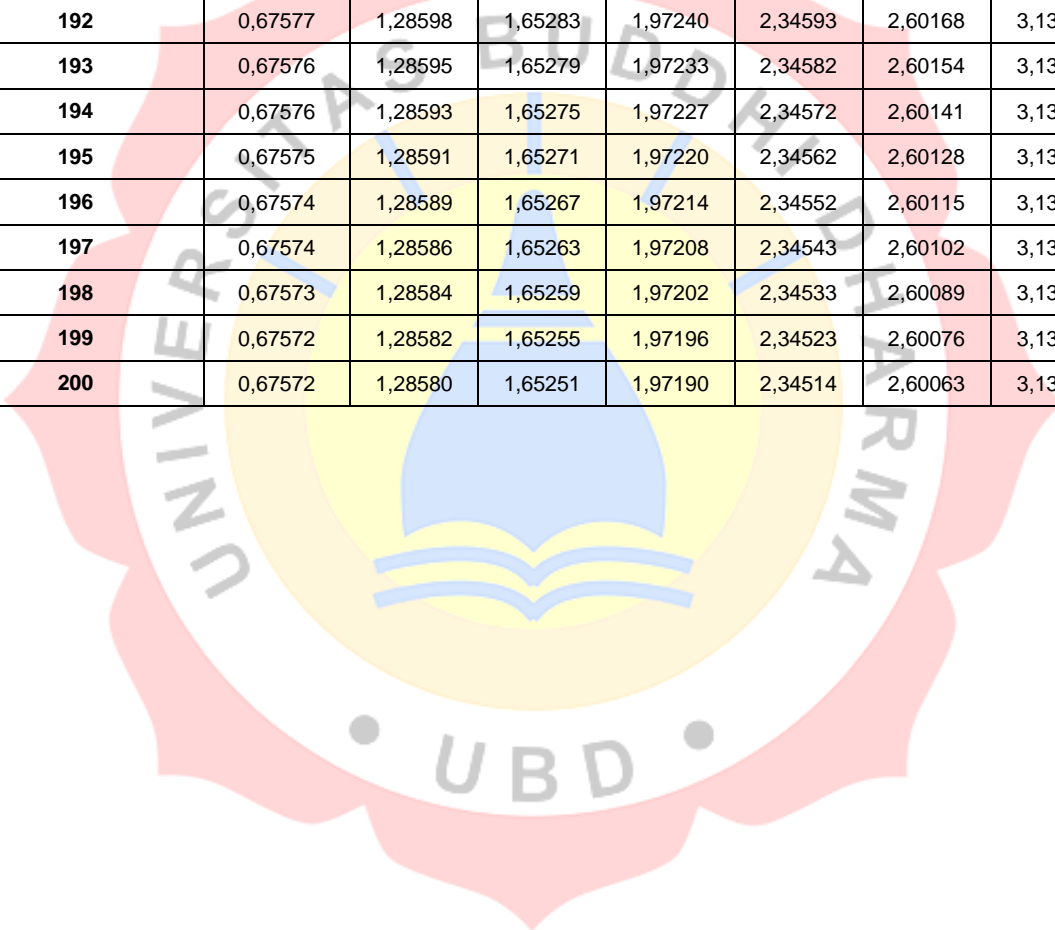 192 0,67577 1,28598 1,65283 1,97240 2,34593 2,60168 3,13
193 0,67576 1,28595 1,65279 1,97233 2,34582 2,60154 3,13
194 0,67576 1,28593 1,65275 1,97227 2,34572 2,60141 3,13
195 0,67575 1,28591 1,65271 1,97220 2,34562 2,60128 3,13
196 0,67574 1,28589 1,65267 1,97214 2,34552 2,60115 3,13
197 0,67574 1,28586 1,65263 1,97208 2,34543 2,60102 3,13
198 0,67573 1,28584 1,65259 1,97202 2,34533 2,60089 3,13
199 0,67572 1,28582 1,65255 1,97196 2,34523 2,60076 3,13
200 0,67572 1,28580 1,65251 1,97190 2,34514 2,60063 3,13
UNIVERSITAS BUDDHI DHARMA
• UBD •